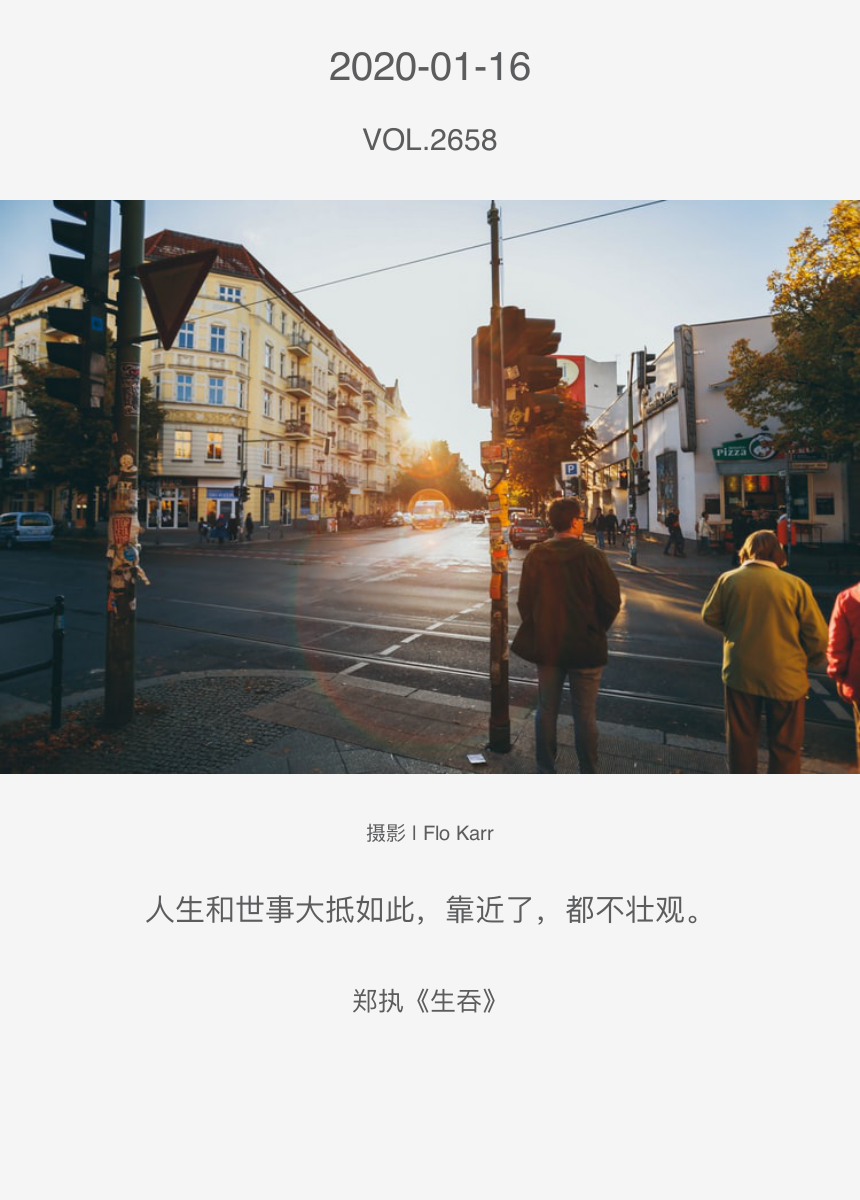 2020-01-16
VOL.2658
P
Pizza
摄影 | Flo Karr
人生和世事大抵如此，靠近了，都不壮观。
郑执《生吞》